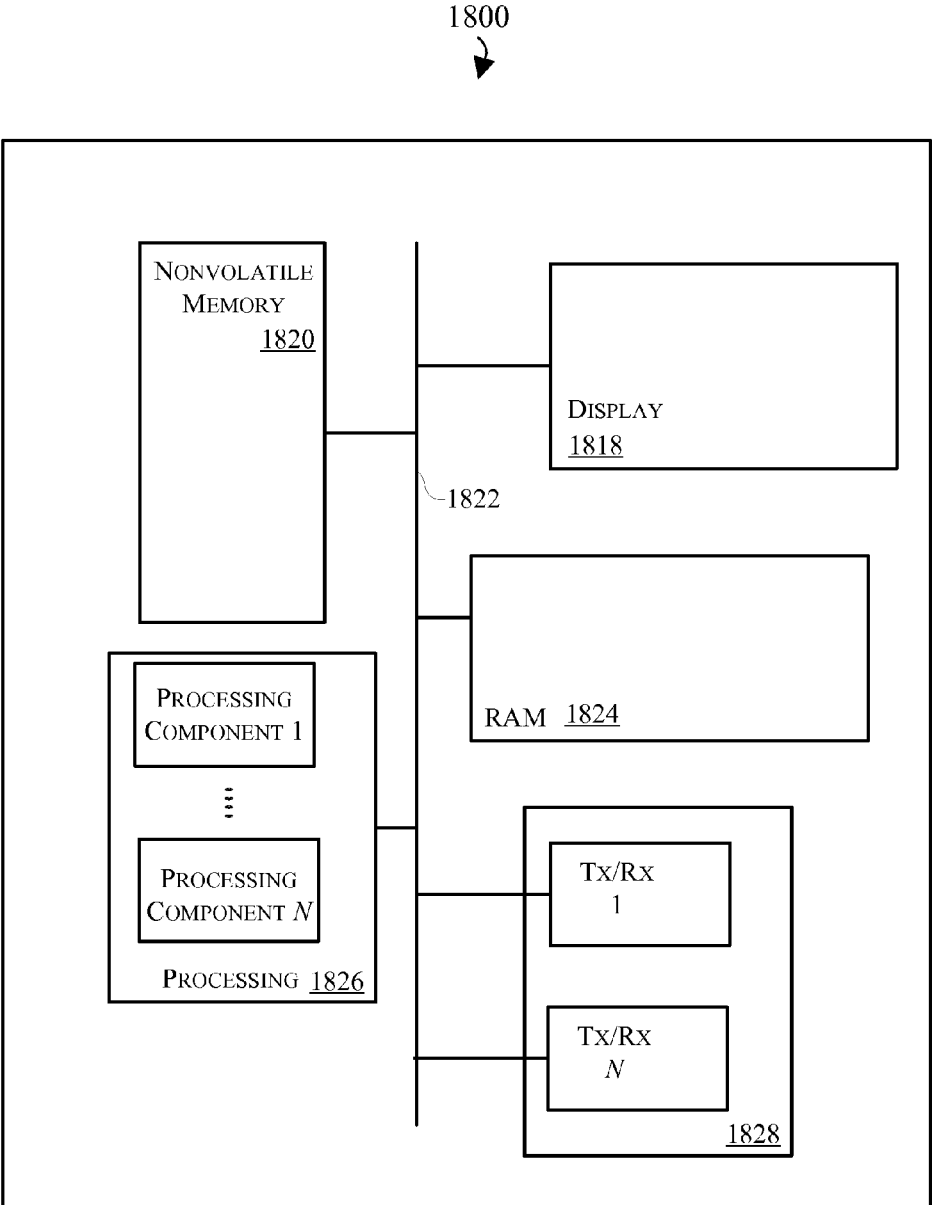 1800
NONVOLATILE
MEMORY
1820
DISPLAY
1818
1822
RAM 1824
PROCESSING
COMPONENT 1
PROCESSING
COMPONENT N
PROCESSING 1826
TX/RX
1
TX/RX
N
1828